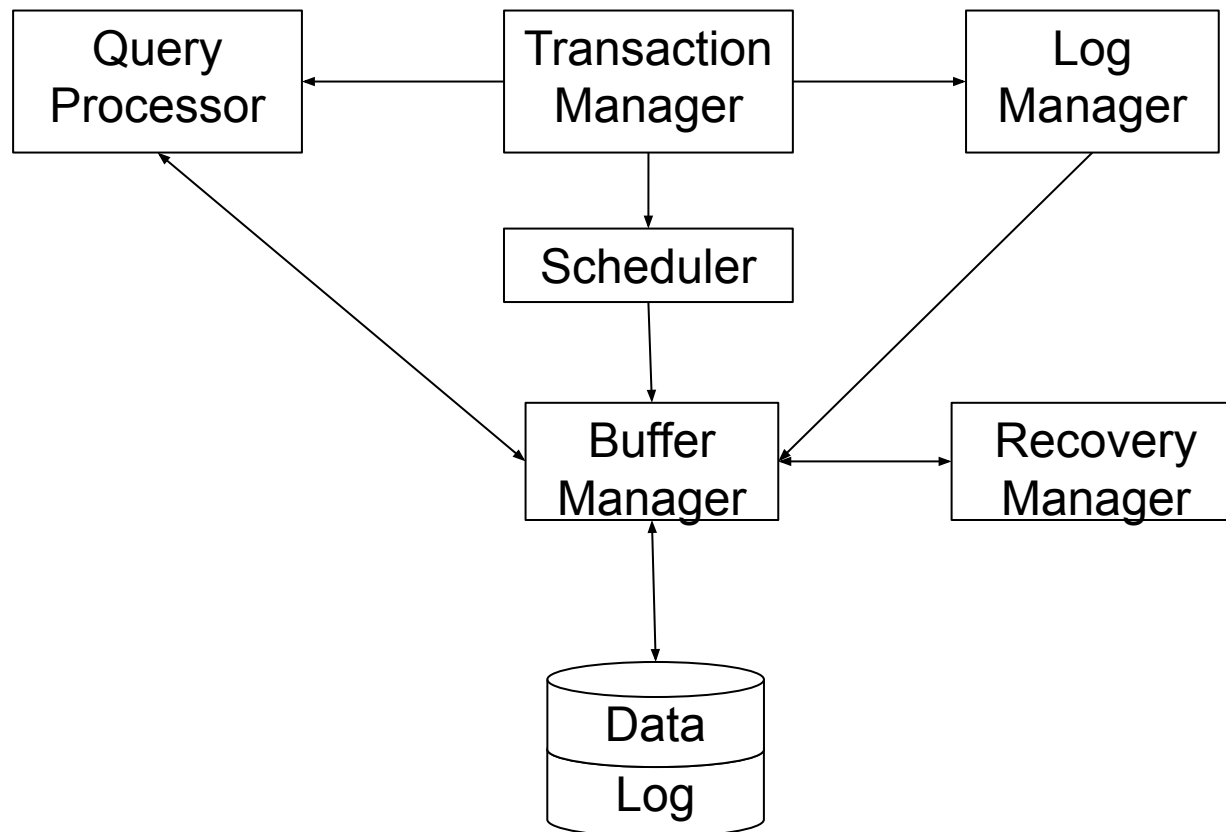 Query
Processor
Transaction
Manager
Log
Manager
Scheduler
Buffer
Manager
Recovery
Manager
Data
Log